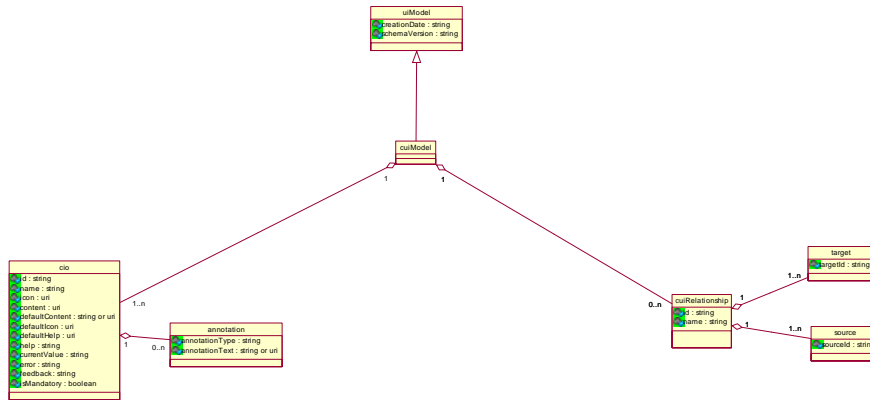 uiModel
creationDate : string
schemaVersion : string
cuiModel
1
1
cio
id : string
name : string
icon : uri
content : uri
defaultContent : string or uri
defaultIcon : uri
defaultHelp : uri
help : string
currentValue : string
error : string
feedback: string
isMandatory : boolean
1..n
1
0..n
annotation
annotationType : string
annotationText : string or uri
0..n
cuiRelationship
id : string
name : string
1
1..n
1
1..n
target
targetId : string
source
sourceId : string